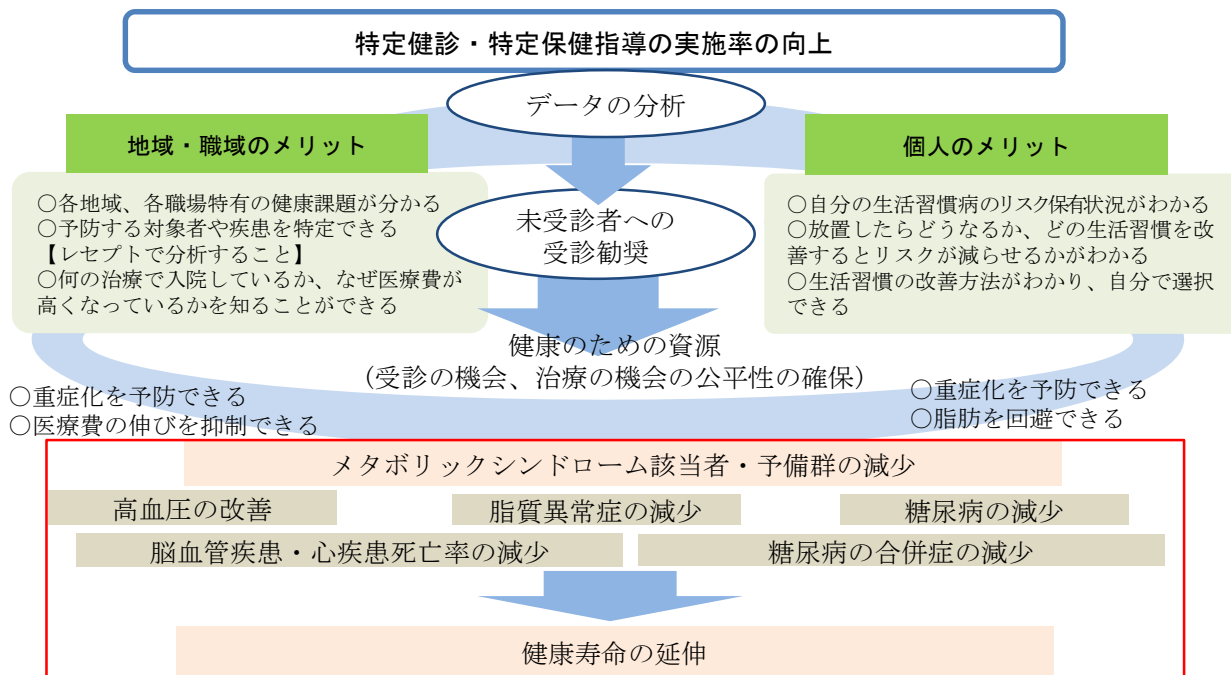 特定健診・特定保健指導の実施率の向上
データの分析
地域・職域のメリット
個人のメリット
○各地域、各職場特有の健康課題が分かる
○予防する対象者や疾患を特定できる
【レセプトで分析すること】
○何の治療で入院しているか、なぜ医療費が
高くなっているかを知ることができる
未受診者への
受診勧奨
○自分の生活習慣病のリスク保有状況がわかる
○放置したらどうなるか、どの生活習慣を改
善するとリスクが減らせるかがわかる
○生活習慣の改善方法がわかり、自分で選択
できる
健康のための資源
(受診の機会、治療の機会の公平性の確保)
○重症化を予防できる
○医療費の伸びを抑制できる
○重症化を予防できる
○脂肪を回避できる
メタボリックシンドローム該当者・予備群の減少
高血圧の改善
脂質異常症の減少
糖尿病の減少
脳血管疾患・心疾患死亡率の減少
糖尿病の合併症の減少
健康寿命の延伸